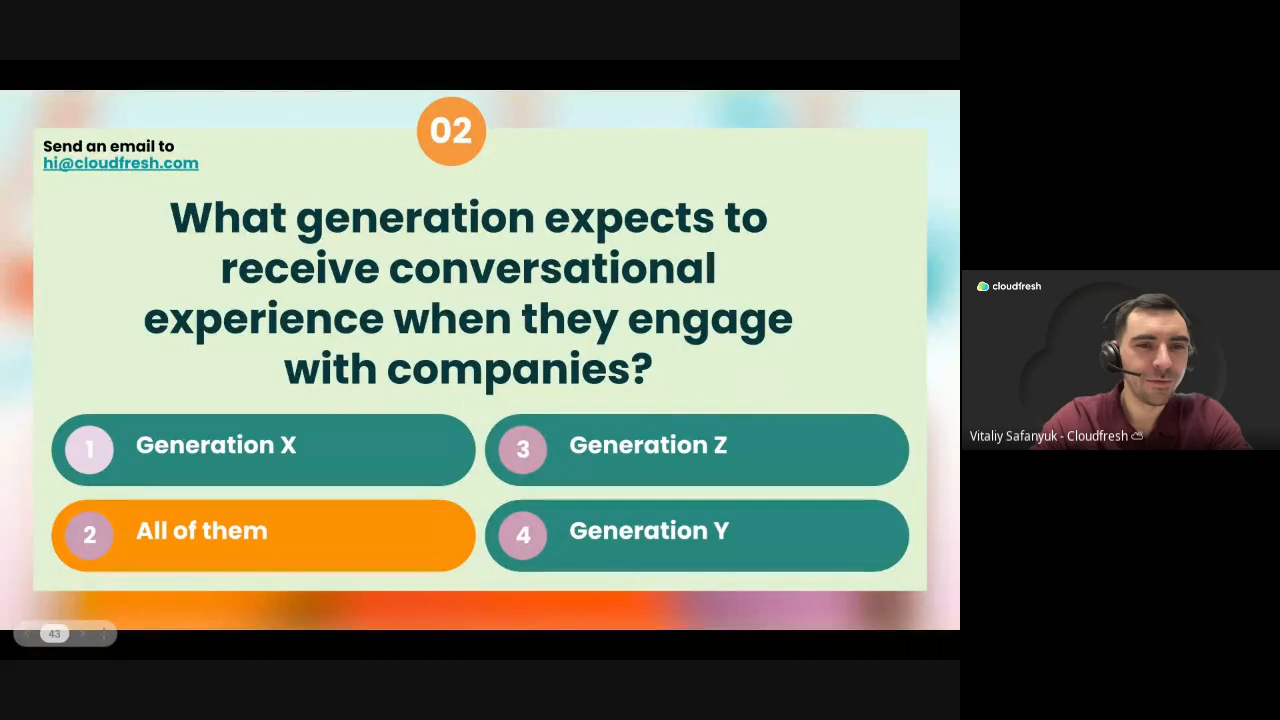 02
Send an email to
hi@cloudfresh.com
What generation expects to
receive conversational
experience when they engage
with companies?
1 Generation X
3 Generation Z
2 All of them
4 Generation Y
43
cloudfresh
Vitaliy Safanyuk - Cloudfresh